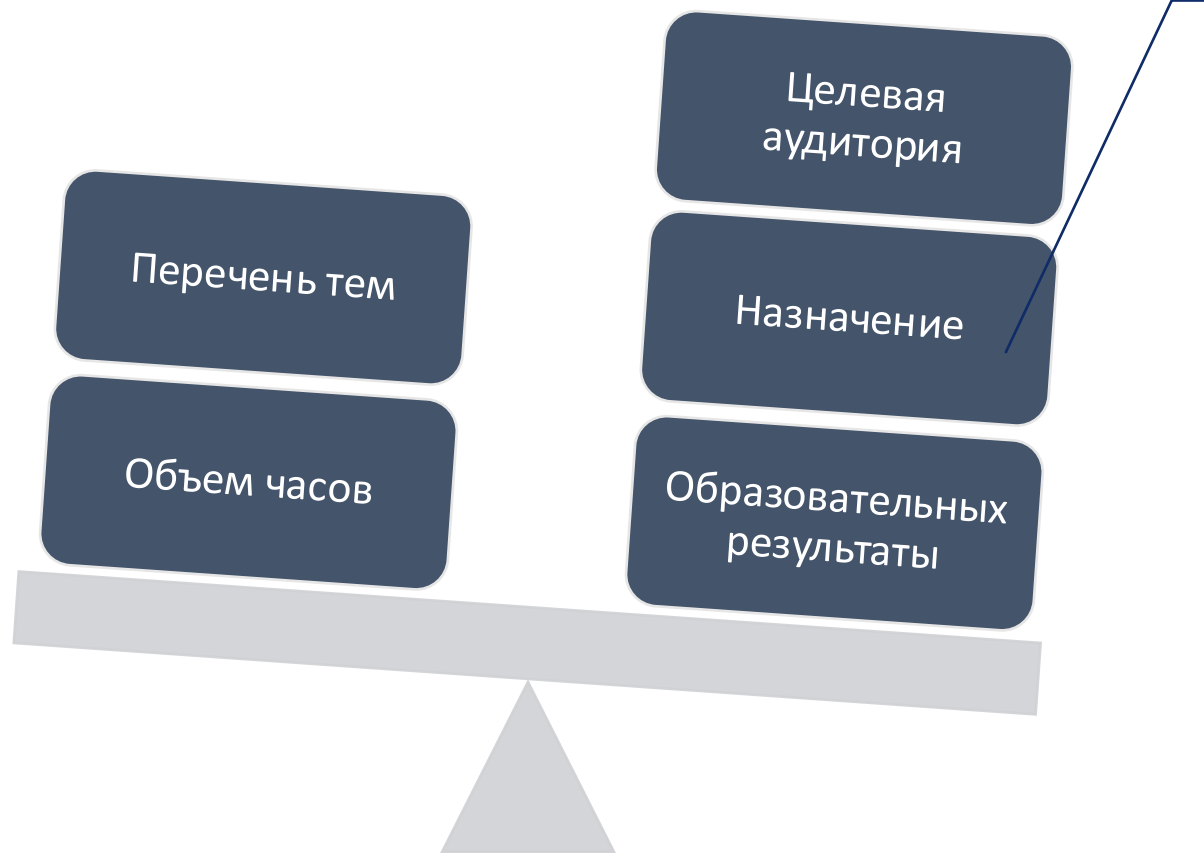 Перечень тем
Объем часов
Целевая
аудитория
Назначение
Образовательных
результаты